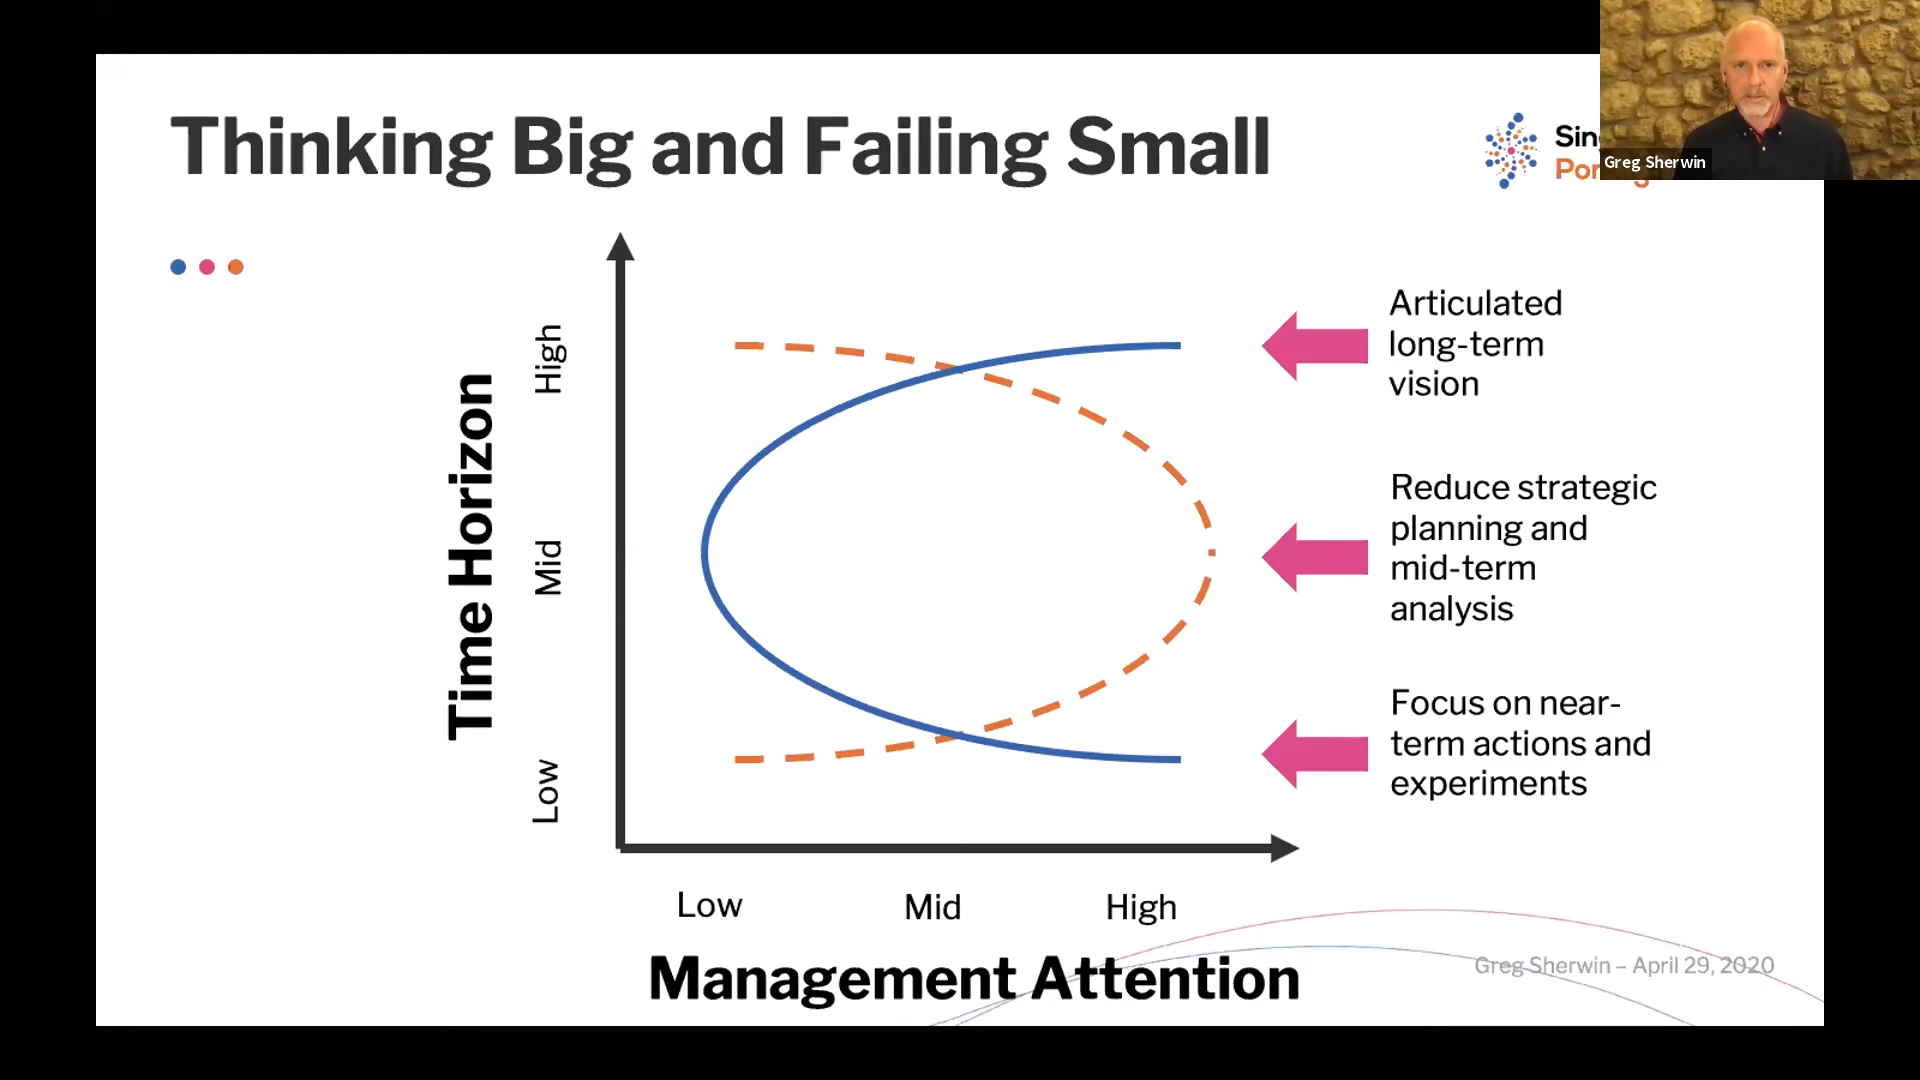 Thinking Big and Failing Small
Greg Sherwin
Time Horizon
High
Mid
Low
Articulated
long-term
vision
Reduce strategic
planning and
mid-term
analysis
Focus on near-
term actions and
experiments
Low
Mid
High
Management Attention
Greg Sherwin – April 29, 2020